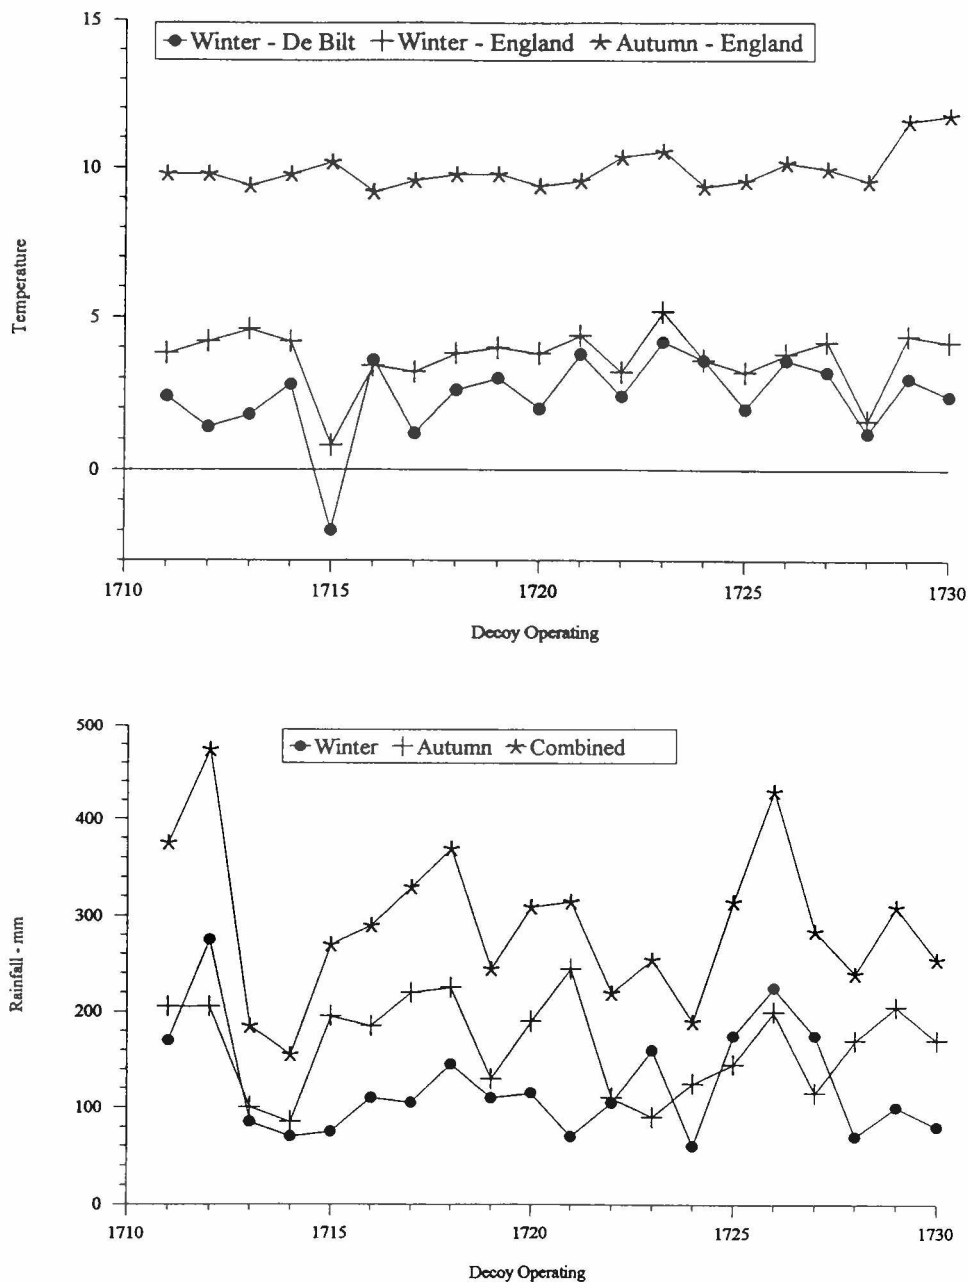 15
Winter - De Bilt Winter - England Autumn - England
10
Temperature
5
0
1710 1715 1720 1725 1730
Decoy Operating
500
Winter Autumn Combined
400
300
Rainfall - mm
200
100
0
1710 1715 1720 1725 1730
Decoy Operating